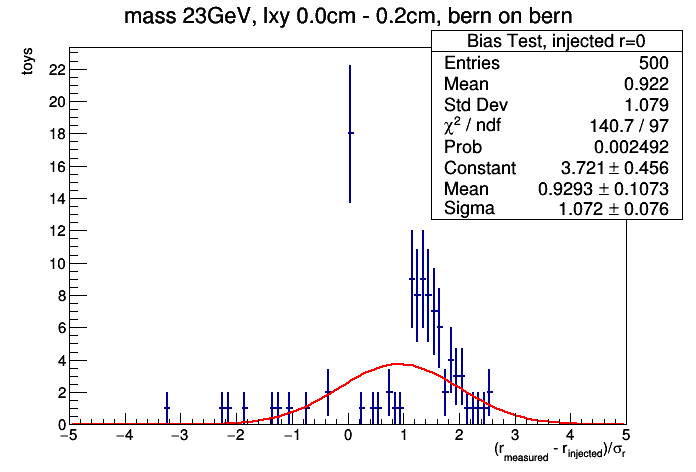 mass 23GeV, lxy 0.0cm - 0.2cm, bern on bern
Bias Test, injected r=0
Entries 500
Mean 0.922
Std Dev 1.079
χ² / ndf 140.7 / 97
Prob 0.002492
Constant 3.721 ± 0.456
Mean 0.9293 ± 0.1073
Sigma 1.072 ± 0.076
toys
22
20
18
16
14
12
10
8
6
4
2
0
−5 −4 −3 −2 −1 0 1 2 3 4 5
(r_measured - r_injected)/σ_r